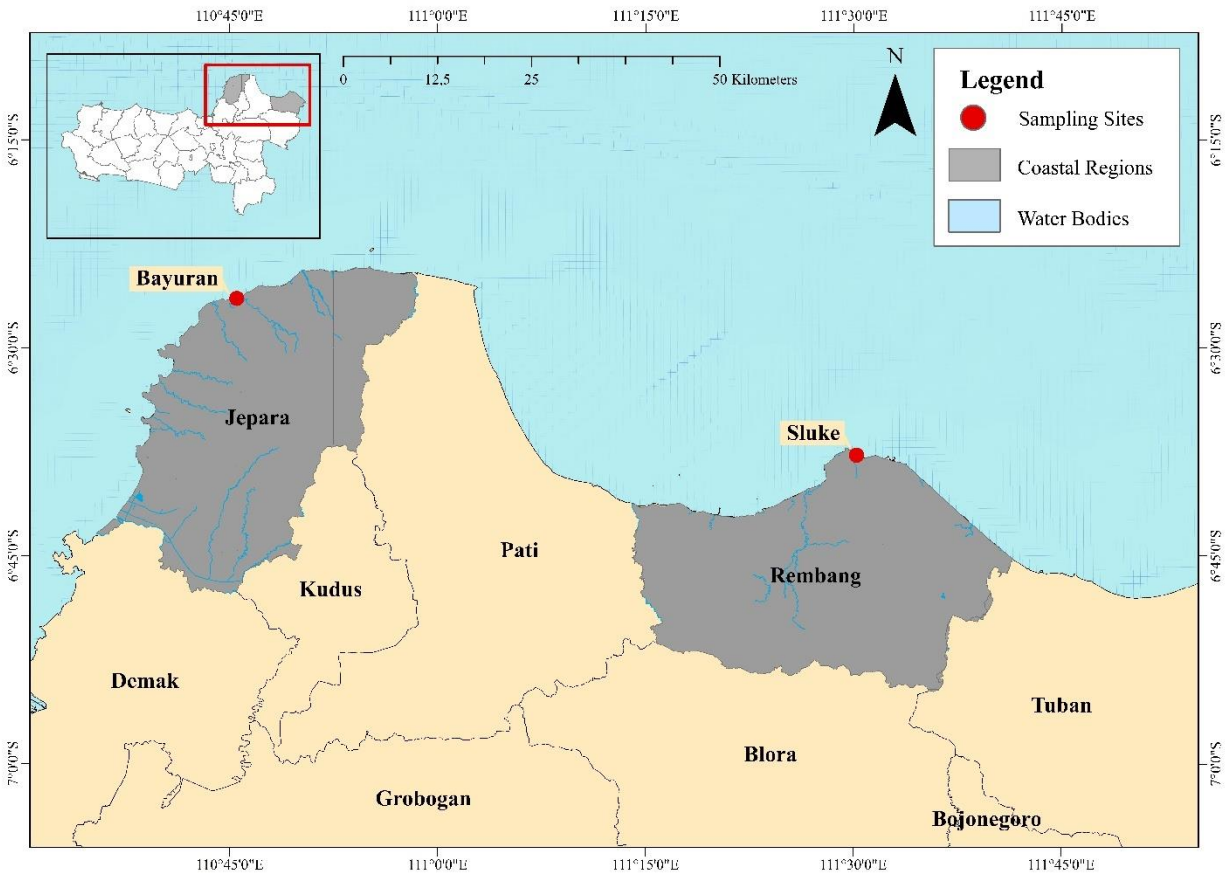 110°45'0"E
111°0'0"E
111°15'0"E
111°30'0"E
111°45'0"E
N
0
12,5
25
50 Kilometers
Legend
Sampling Sites
Coastal Regions
Water Bodies
6°15'0"S
6°15'0"S
Bayuran
6°30'0"S
6°30'0"S
Jepara
Sluke
Pati
6°45'0"S
6°45'0"S
Kudus
Rembang
Demak
Tuban
Blora
7°0'0"S
7°0'0"S
Grobogan
Bojonegoro
110°45'0"E
111°0'0"E
111°15'0"E
111°30'0"E
111°45'0"E